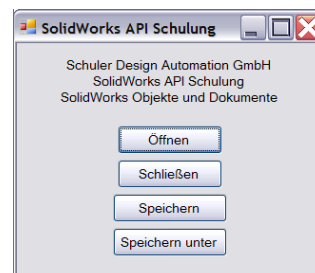 SolidWorks API Schulung
Schuler Design Automation GmbH
SolidWorks API Schulung
SolidWorks Objekte und Dokumente
Öffnen
Schließen
Speichern
Speichern unter